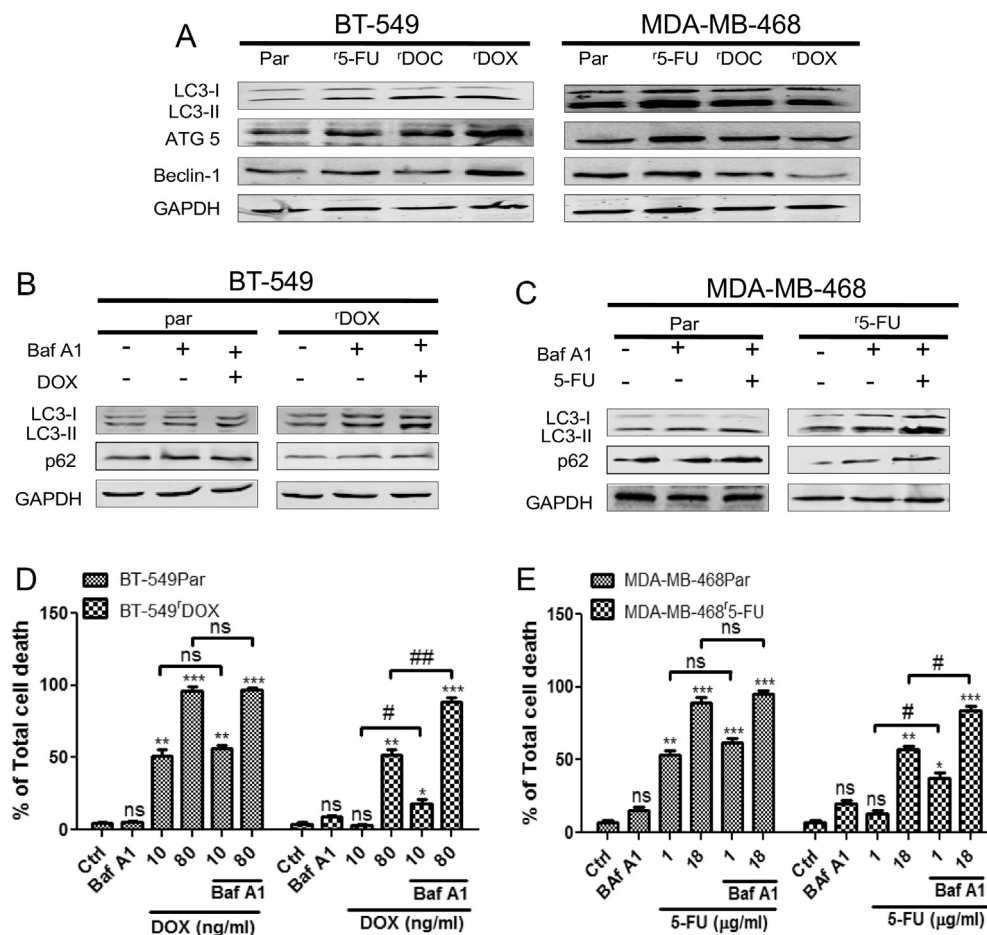 A
BT-549
MDA-MB-468
Par ʳ5-FU ʳDOC ʳDOX
Par ʳ5-FU ʳDOC ʳDOX
LC3-I
LC3-II
ATG 5
Beclin-1
GAPDH
B
BT-549
par
ʳDOX
Baf A1 - + + - + +
DOX - - + - - +
LC3-I
LC3-II
p62
GAPDH
C
MDA-MB-468
Par
ʳ5-FU
Baf A1 - + + - + +
5-FU - - + - - +
LC3-I
LC3-II
p62
GAPDH
D
BT-549Par
BT-549ʳDOX
% of Total cell death
150
100
50
0
ns
ns
ns ** *** ** ***
##
#
ns ns ** * ***
Ctrl Baf A1 10 80 10 80
Baf A1
DOX (ng/ml)
Ctrl Baf A1 10 80 10 80
Baf A1
DOX (ng/ml)
E
MDA-MB-468Par
MDA-MB-468ʳ5-FU
% of Total cell death
150
100
50
0
ns
ns
ns ** *** *** ***
#
#
ns ns ** * ***
Ctrl BAf A1 1 18 1 18
Baf A1
5-FU (µg/ml)
Ctrl BAf A1 1 18 1 18
Baf A1
5-FU (µg/ml)